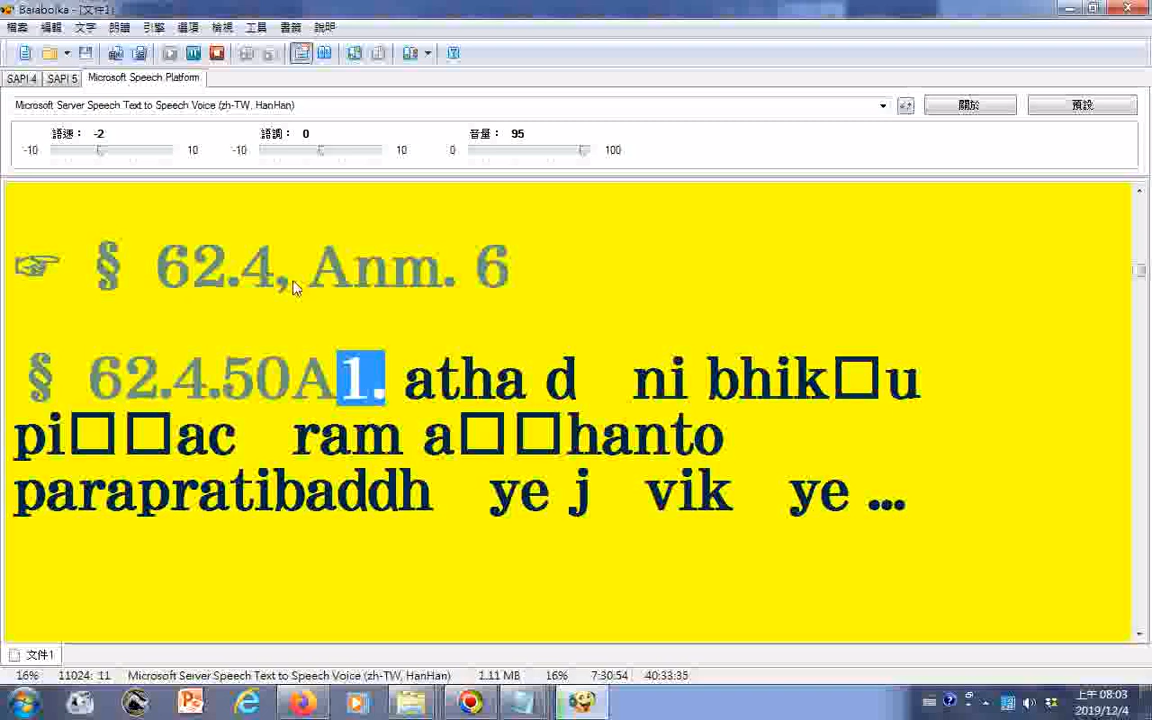 Balabolka - [文件1]
檔案 編輯 文字 朗讀 引擎 選項 檢視 工具 書籤 說明
SAPI 4 SAPI 5 Microsoft Speech Platform
Microsoft Server Speech Text to Speech Voice (zh-TW, HanHan) 關於 預設
語速： -2 語調： 0 音量： 95
-10 10 -10 10 0 100
☞ § 62.4, Anm. 6
§ 62.4.50A1. atha d ni bhik□u
pi□□ac ram a□□hanto
parapratibaddh ye j vik ye ...
文件1
16% 11024: 11 Microsoft Server Speech Text to Speech Voice (zh-TW, HanHan) 1.11 MB 16% 7:30:54 40:33:35
上午 08:03
2019/12/4